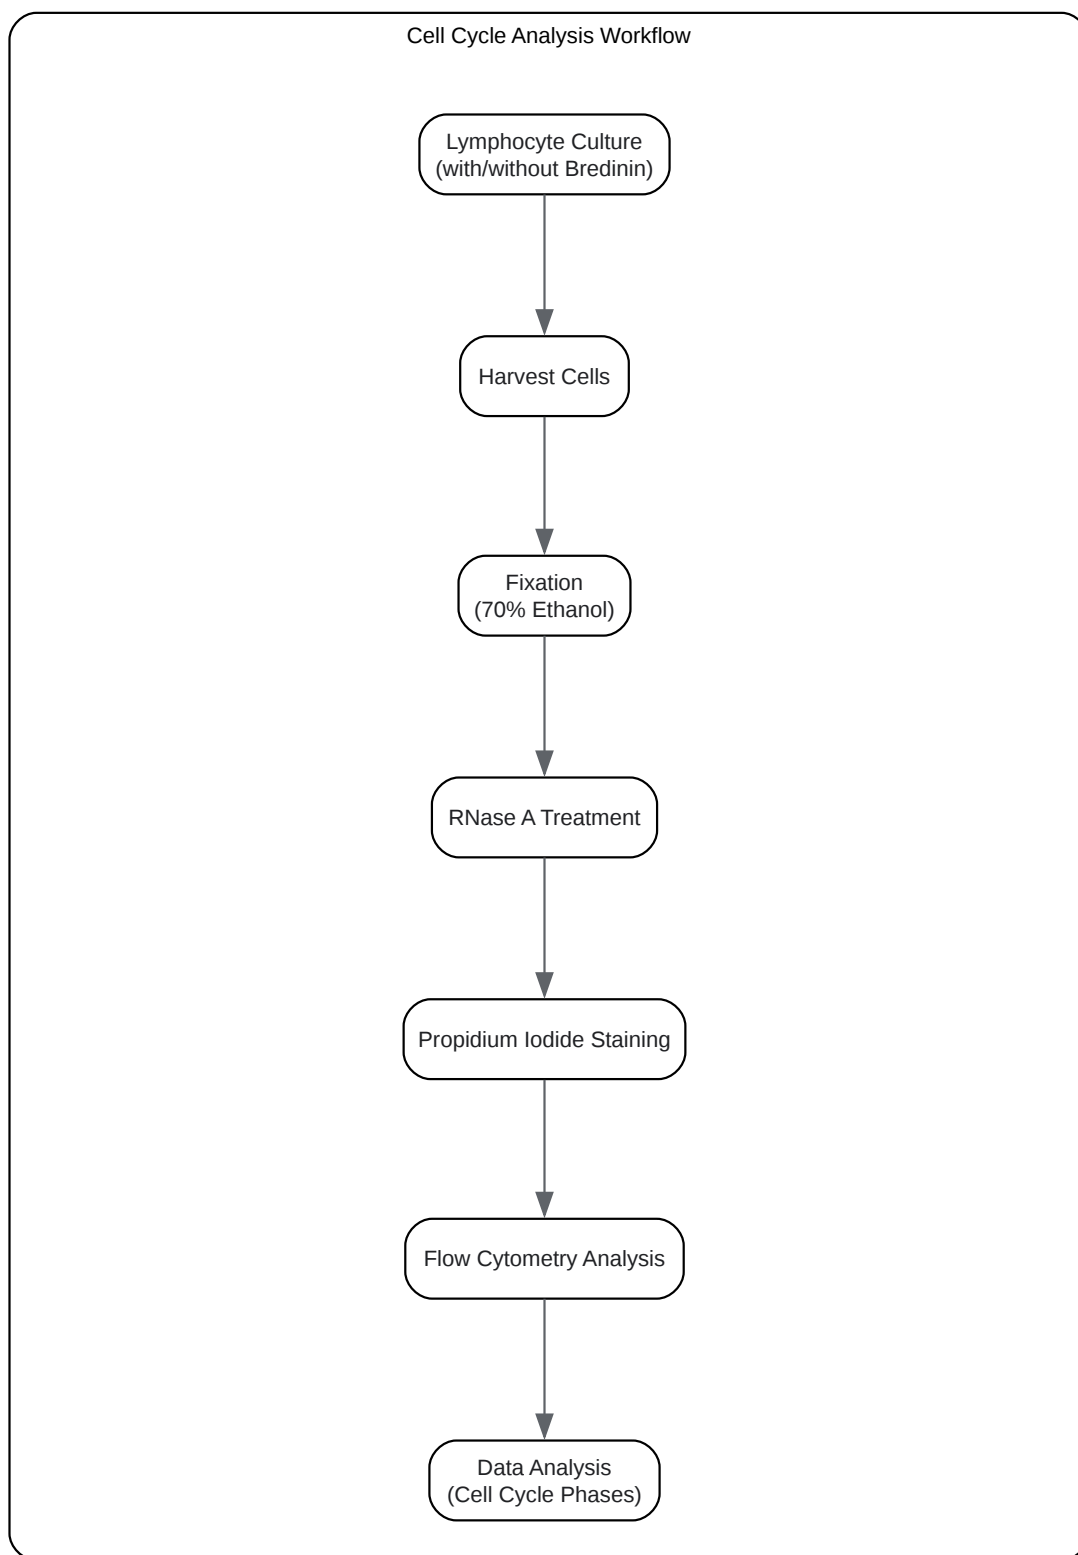 Cell Cycle Analysis Workflow
Lymphocyte Culture
(with/without Bredinin)
Harvest Cells
Fixation
(70% Ethanol)
RNase A Treatment
Propidium Iodide Staining
Flow Cytometry Analysis
Data Analysis
(Cell Cycle Phases)